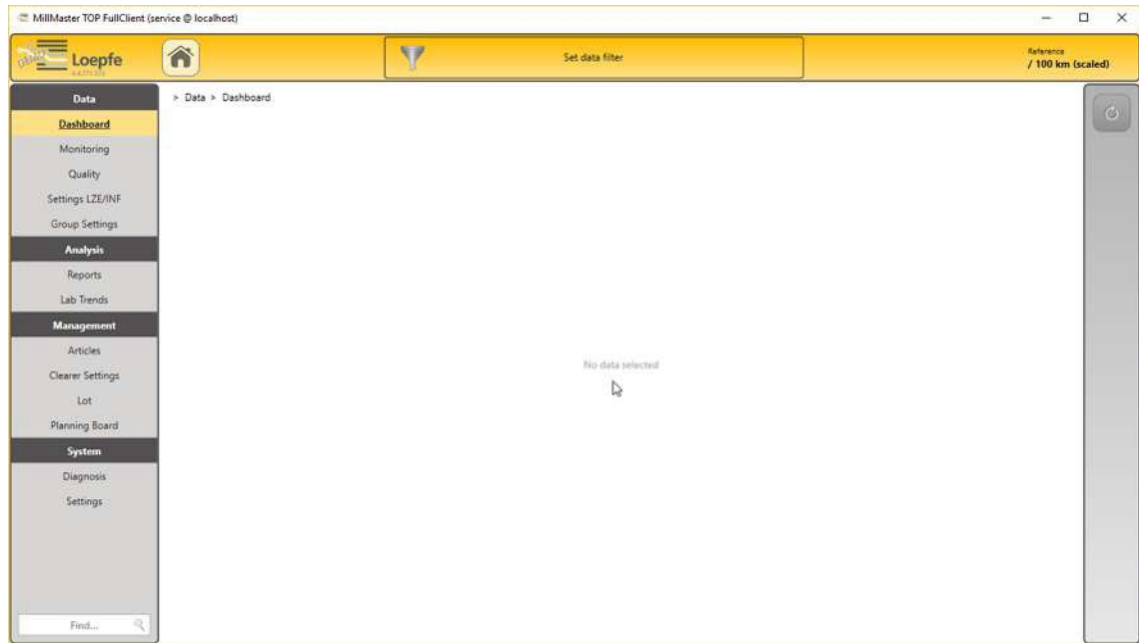 MillMaster TOP FullClient (service @ localhost)
Loepfe
Set data filter
Reference
/ 100 km (scaled)
Data
> Data > Dashboard
Dashboard
Monitoring
Quality
Settings LZE/INF
Group Settings
Analysis
Reports
Lab Trends
Management
Articles
No data selected
Clearer Settings
Lot
Planning Board
System
Diagnosis
Settings
Find...